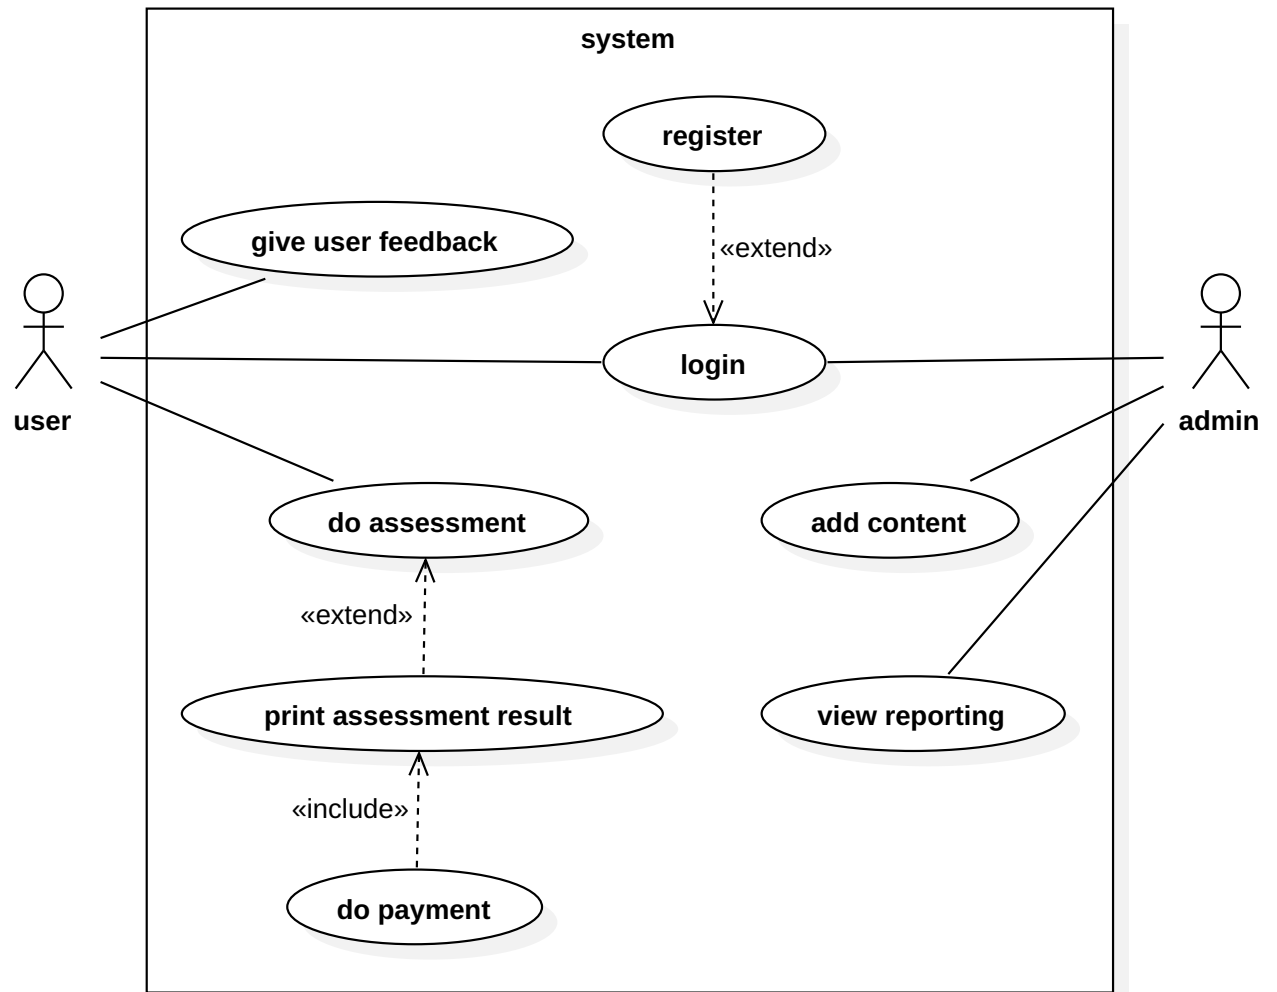 system
register
give user feedback
«extend»
login
user
admin
do assessment
add content
«extend»
print assessment result
view reporting
«include»
do payment